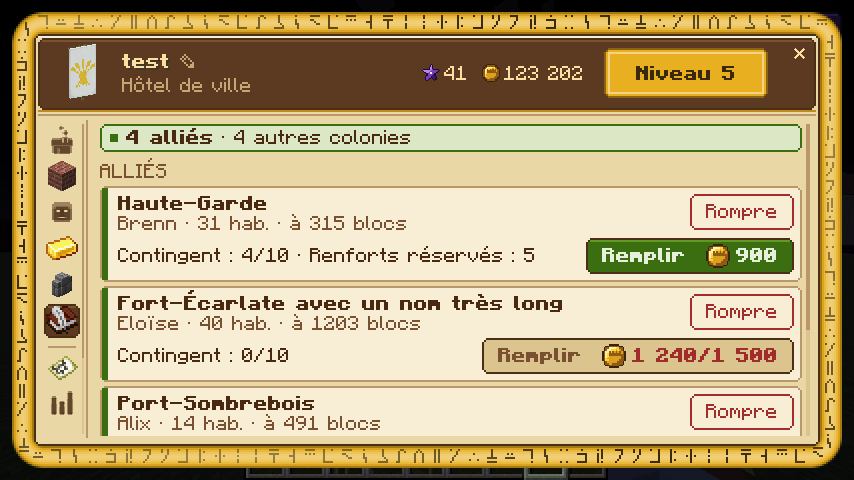 test
Hôtel de ville
41
123 202
Niveau 5
×
4 alliés · 4 autres colonies
ALLIÉS
Haute-Garde
Brenn · 31 hab. · à 315 blocs
Rompre
Contingent : 4/10 · Renforts réservés : 5
Remplir 900
Fort-Écarlate avec un nom très long
Eloïse · 40 hab. · à 1203 blocs
Rompre
Contingent : 0/10
Remplir 1 240/1 500
Port-Sombrebois
Alix · 14 hab. · à 491 blocs
Rompre